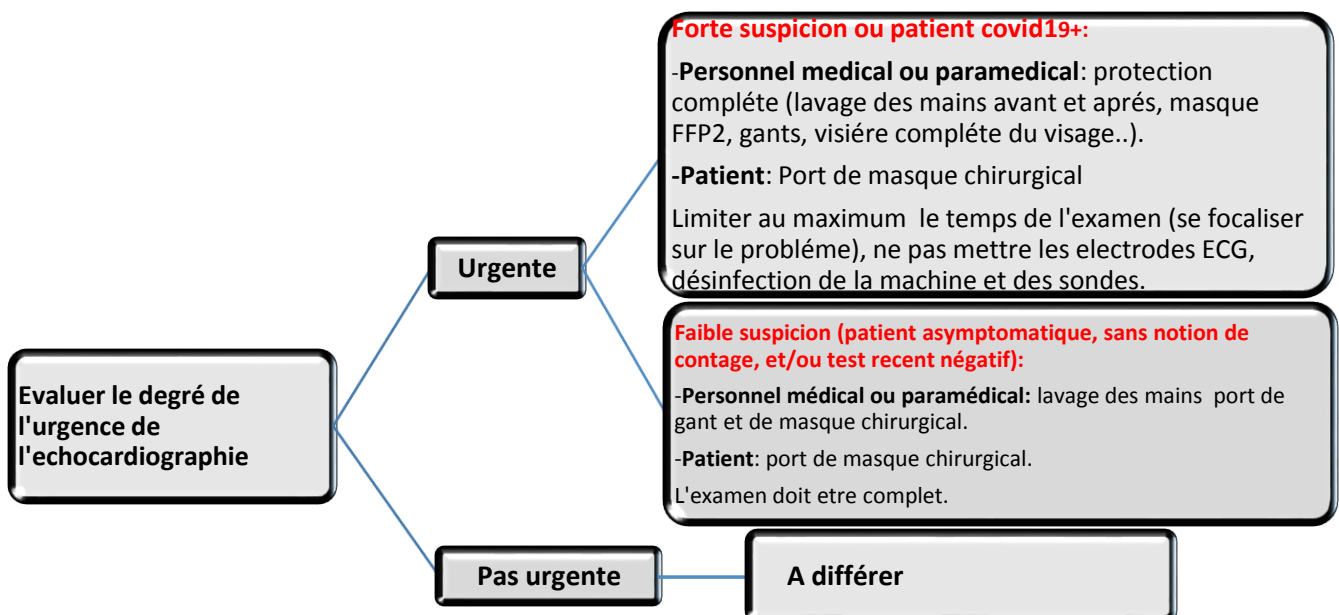 Evaluer le degré de
l'urgence de
l'echocardiographie
Urgente
Forte suspicion ou patient covid19+:
-Personnel medical ou paramedical: protection
compléte (lavage des mains avant et aprés, masque
FFP2, gants, visiére compléte du visage..).
-Patient: Port de masque chirurgical
Limiter au maximum le temps de l'examen (se focaliser
sur le probléme), ne pas mettre les electrodes ECG,
désinfection de la machine et des sondes.
Faible suspicion (patient asymptomatique, sans notion de
contage, et/ou test recent négatif):
-Personnel médical ou paramédical: lavage des mains port de
gant et de masque chirurgical.
-Patient: port de masque chirurgical.
L'examen doit etre complet.
Pas urgente
A différer